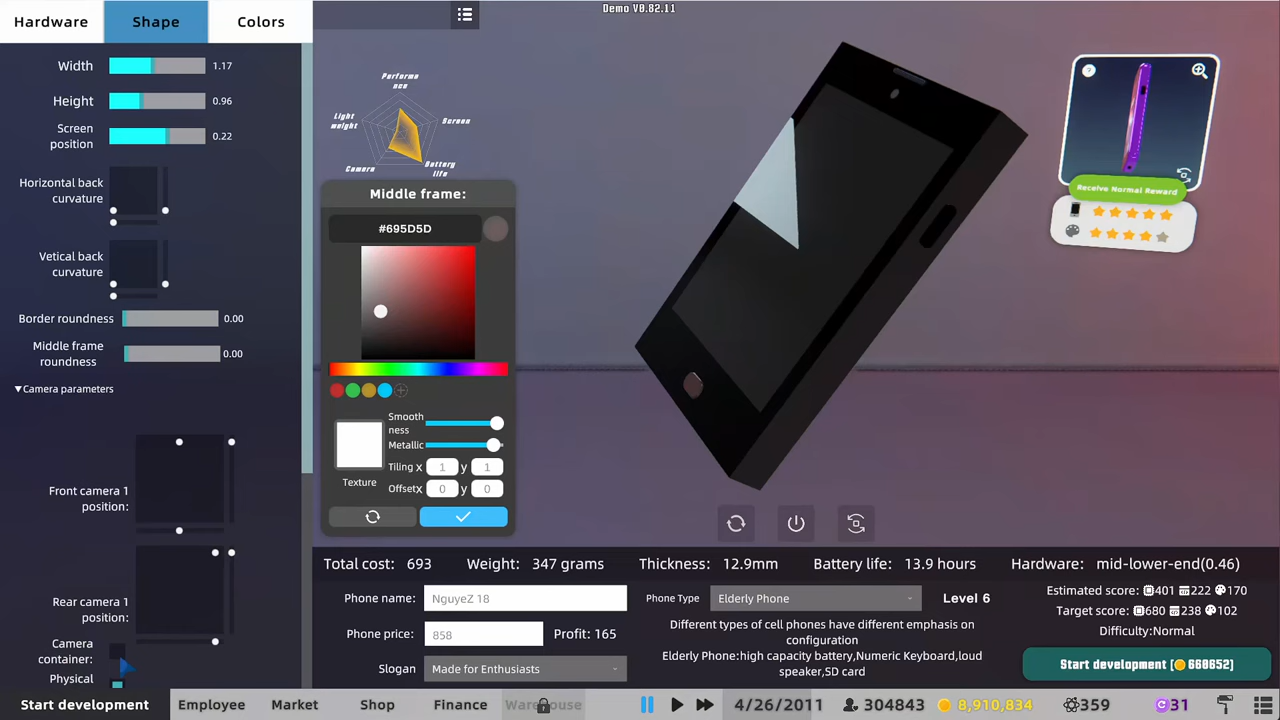 Hardware
Shape
Colors
Demo V0.82.11
Width
1.17
Height
0.96
Screen
position
0.22
Horizontal back
curvature
Vetical back
curvature
Border roundness
0.00
Middle frame
roundness
0.00
▼Camera parameters
Front camera 1
position:
Rear camera 1
position:
Camera
container:
Physical
Performa
nce
Light
weight
Screen
Camera
Battery
life
Middle frame:
#695D5D
Smooth
ness
Metallic
Tiling x 1 y 1
Texture
Offset x 0 y 0
?
Receive Normal Reward
Total cost: 693
Weight: 347 grams
Thickness: 12.9mm
Battery life: 13.9 hours
Hardware: mid-lower-end(0.46)
Phone name: NguyeZ 18
Phone Type Elderly Phone
Level 6
Phone price: 858
Profit: 165
Different types of cell phones have different emphasis on
configuration
Slogan Made for Enthusiasts
Elderly Phone:high capacity battery,Numeric Keyboard,loud
speaker,SD card
Estimated score: 401 222 170
Target score: 680 238 102
Difficulty:Normal
Start development [660652]
Start development
Employee
Market
Shop
Finance
Warehouse
4/26/2011
304843
8,910,834
359
31